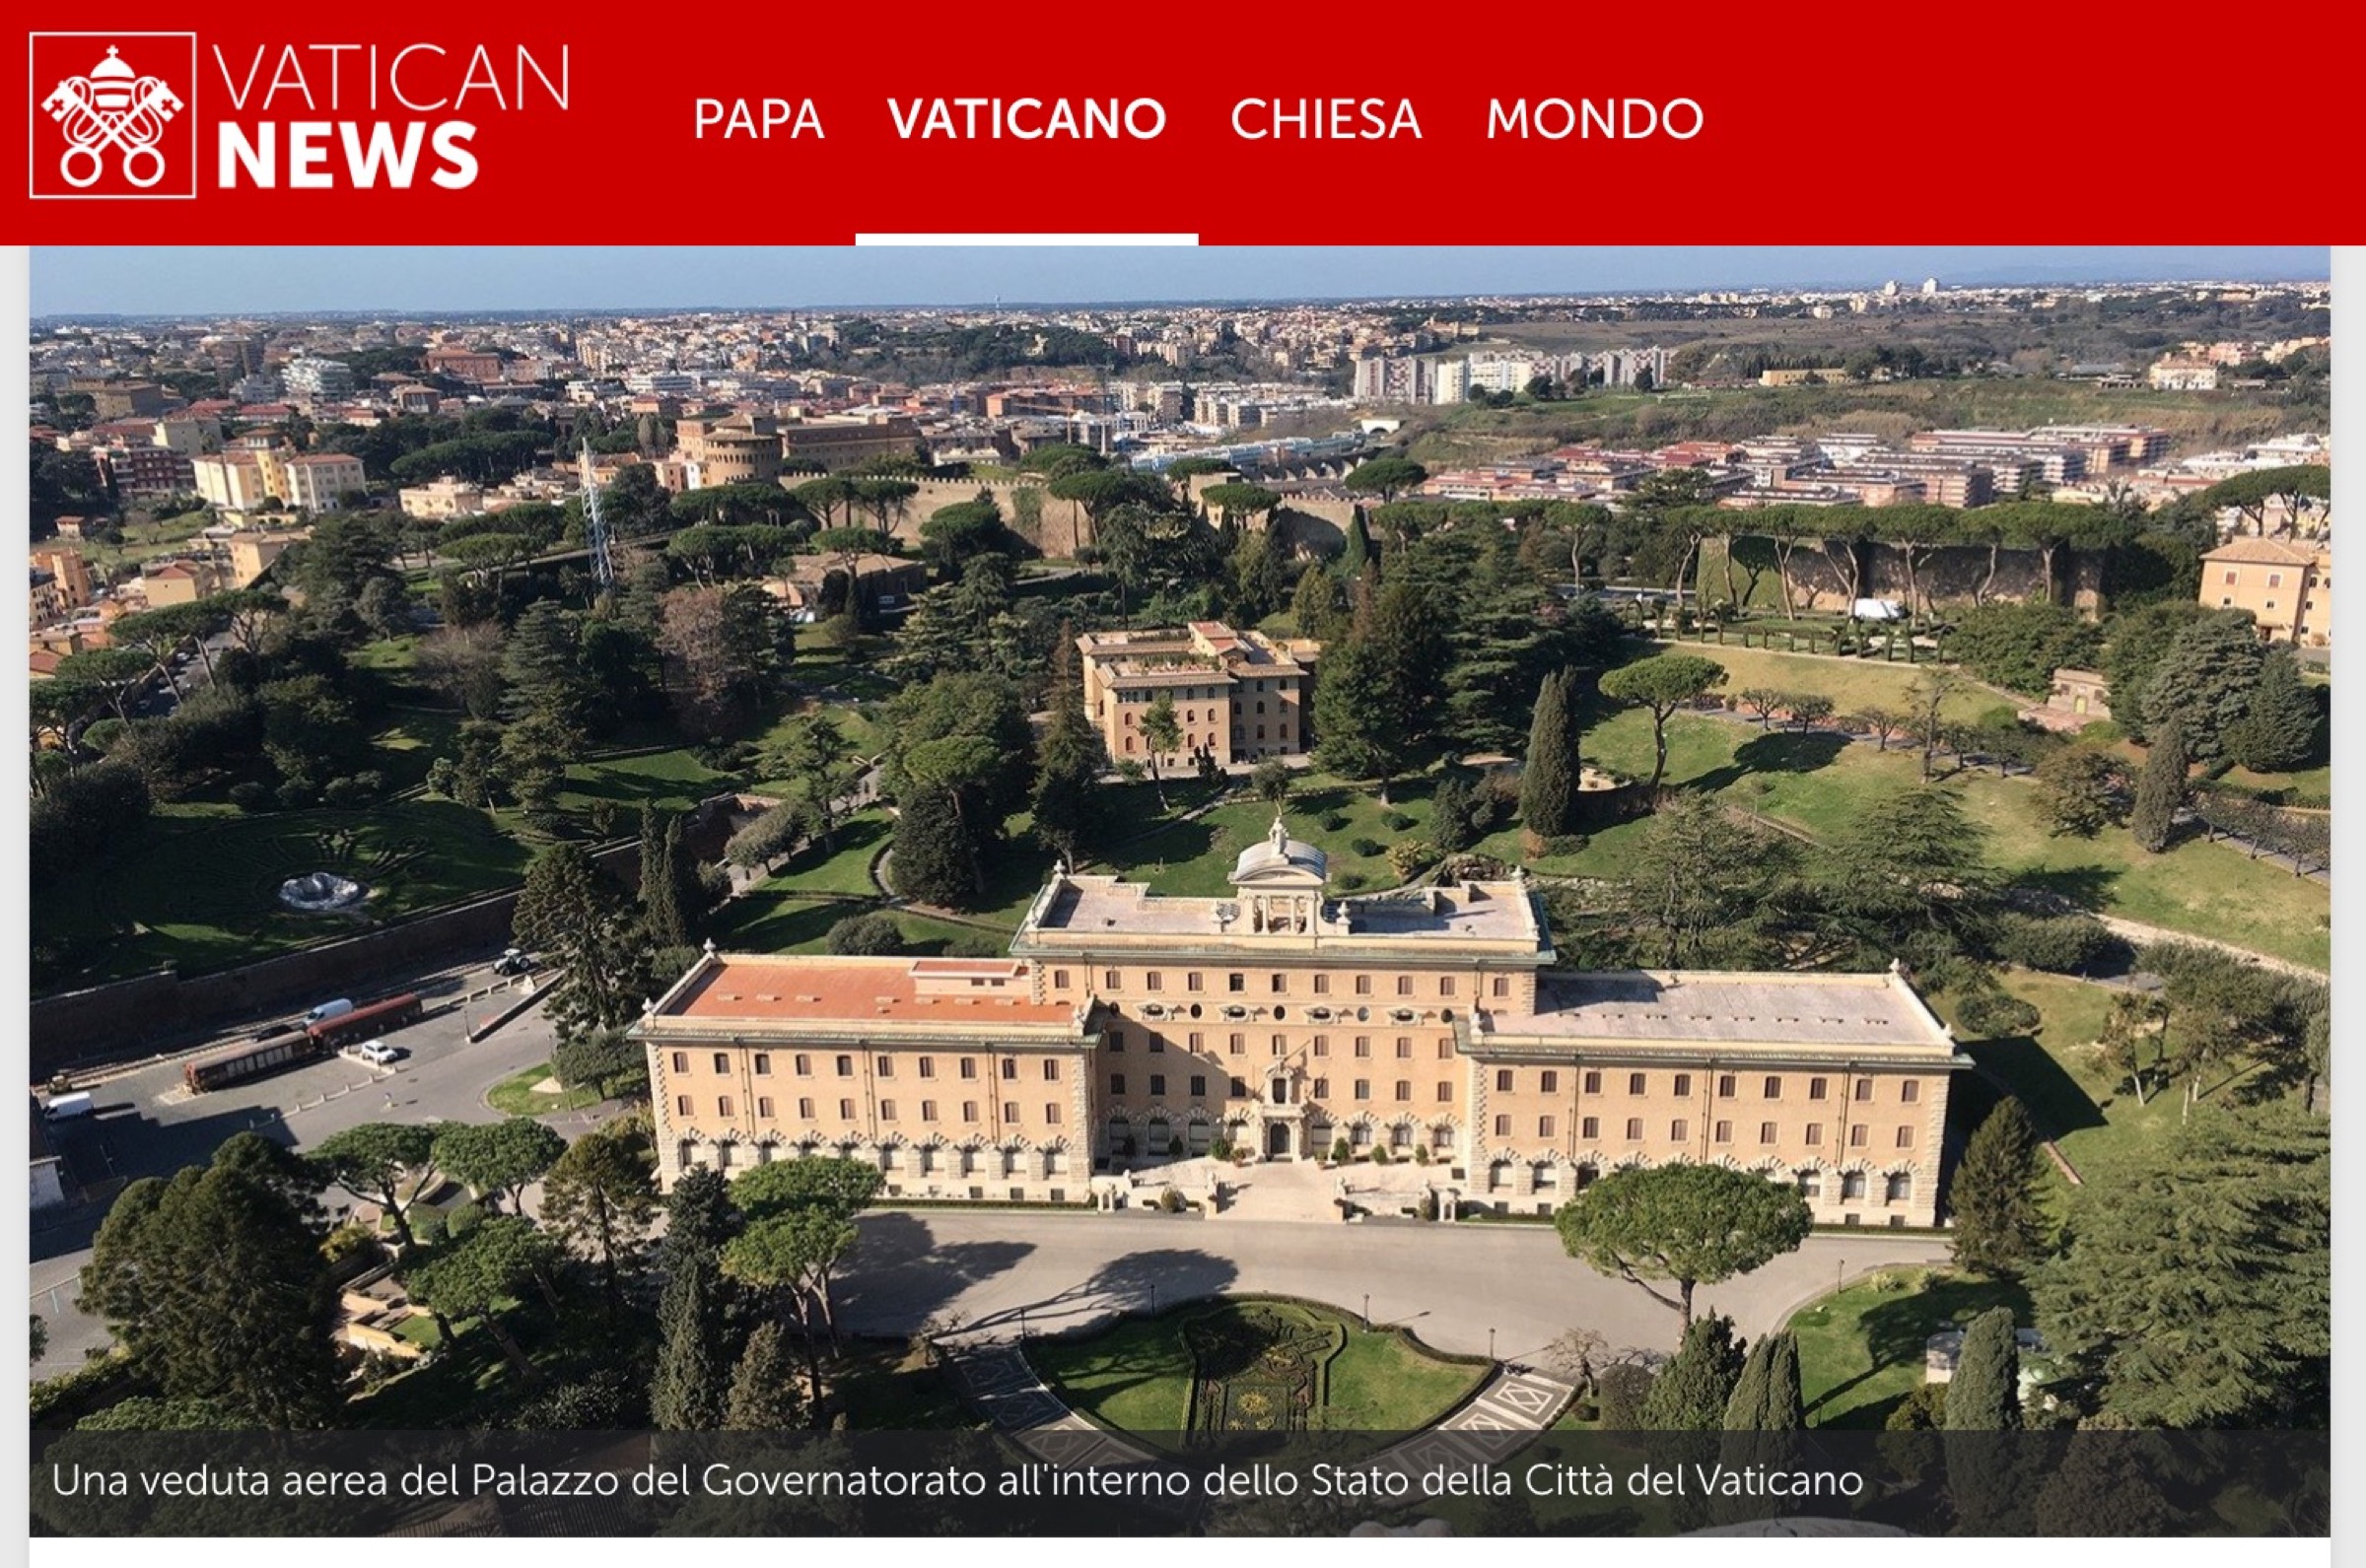 VATICAN
NEWS
PAPA VATICANO CHIESA MONDO
Una veduta aerea del Palazzo del Governatorato all'interno dello Stato della Città del Vaticano